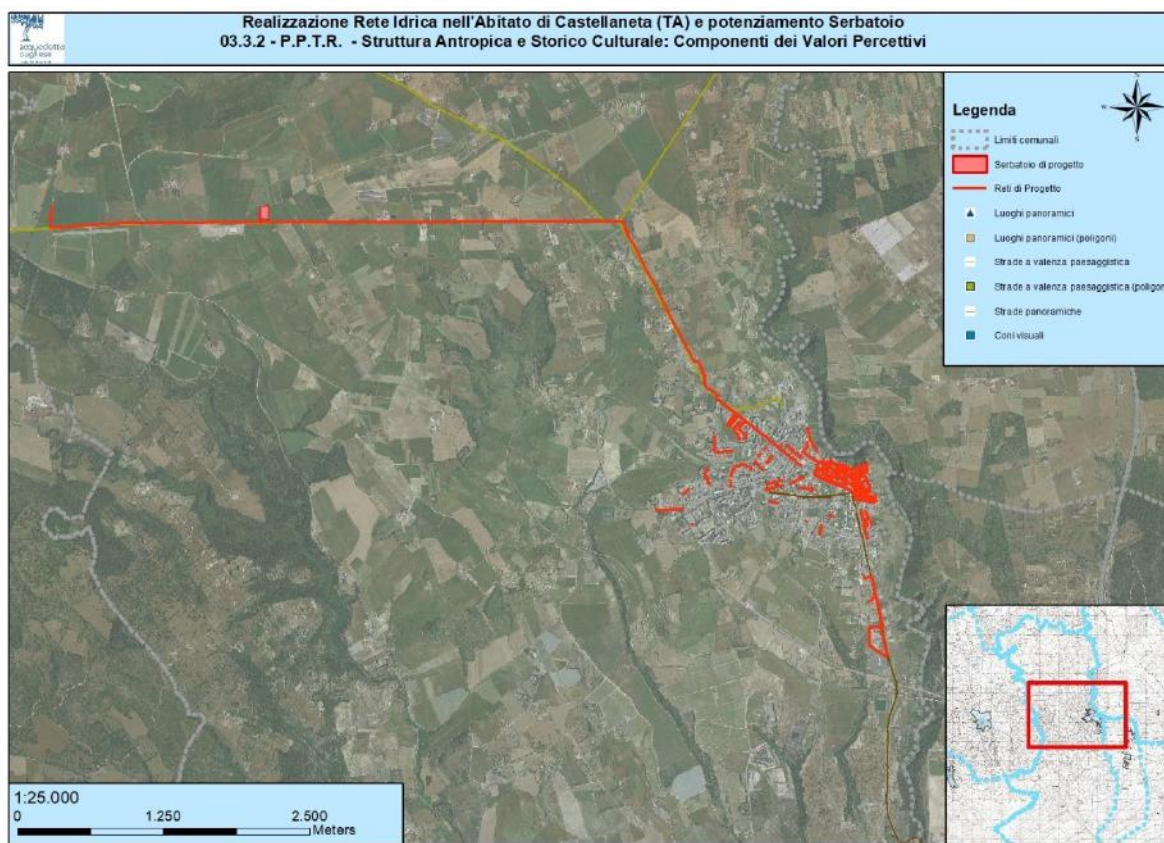 Realizzazione Rete Idrica nell'Abitato di Castellaneta (TA) e potenziamento Serbatoio
03.3.2 - P.P.T.R. - Struttura Antropica e Storico Culturale: Componenti dei Valori Percettivi
acquedotto
pugliese
Legenda
N
W
S
Limiti comunali
Serbatoio di progetto
Reti di Progetto
Luoghi panoramici
Luoghi panoramici (poligoni)
Strade a valenza paesaggistica
Strade a valenza paesaggistica (poligon
Strade panoramiche
Coni visuali
1:25.000
0 1.250 2.500
Meters